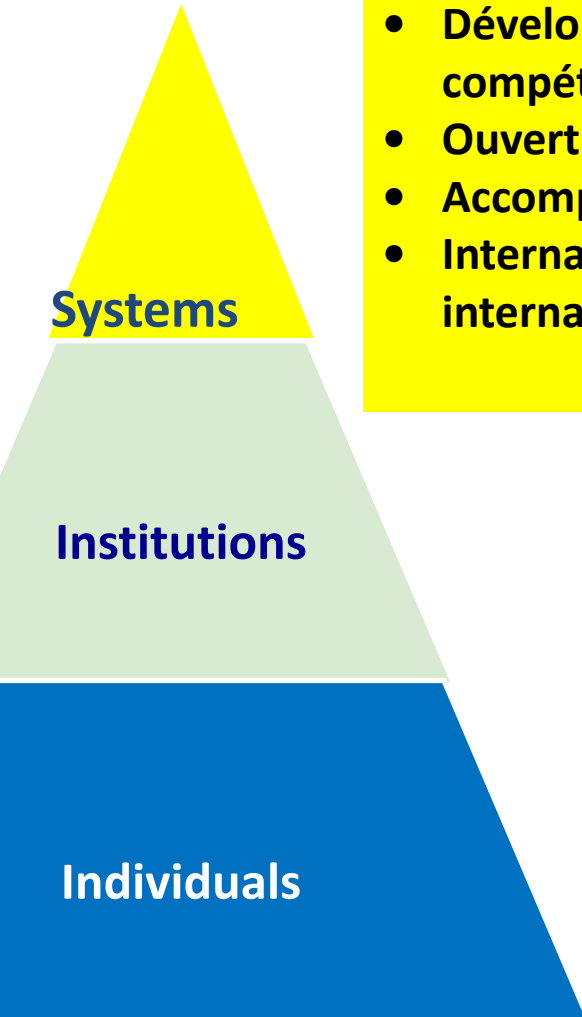 • Dévelo
compét
• Ouvert
• Accomp
• Interna
interna
Systems
Institutions
Individuals